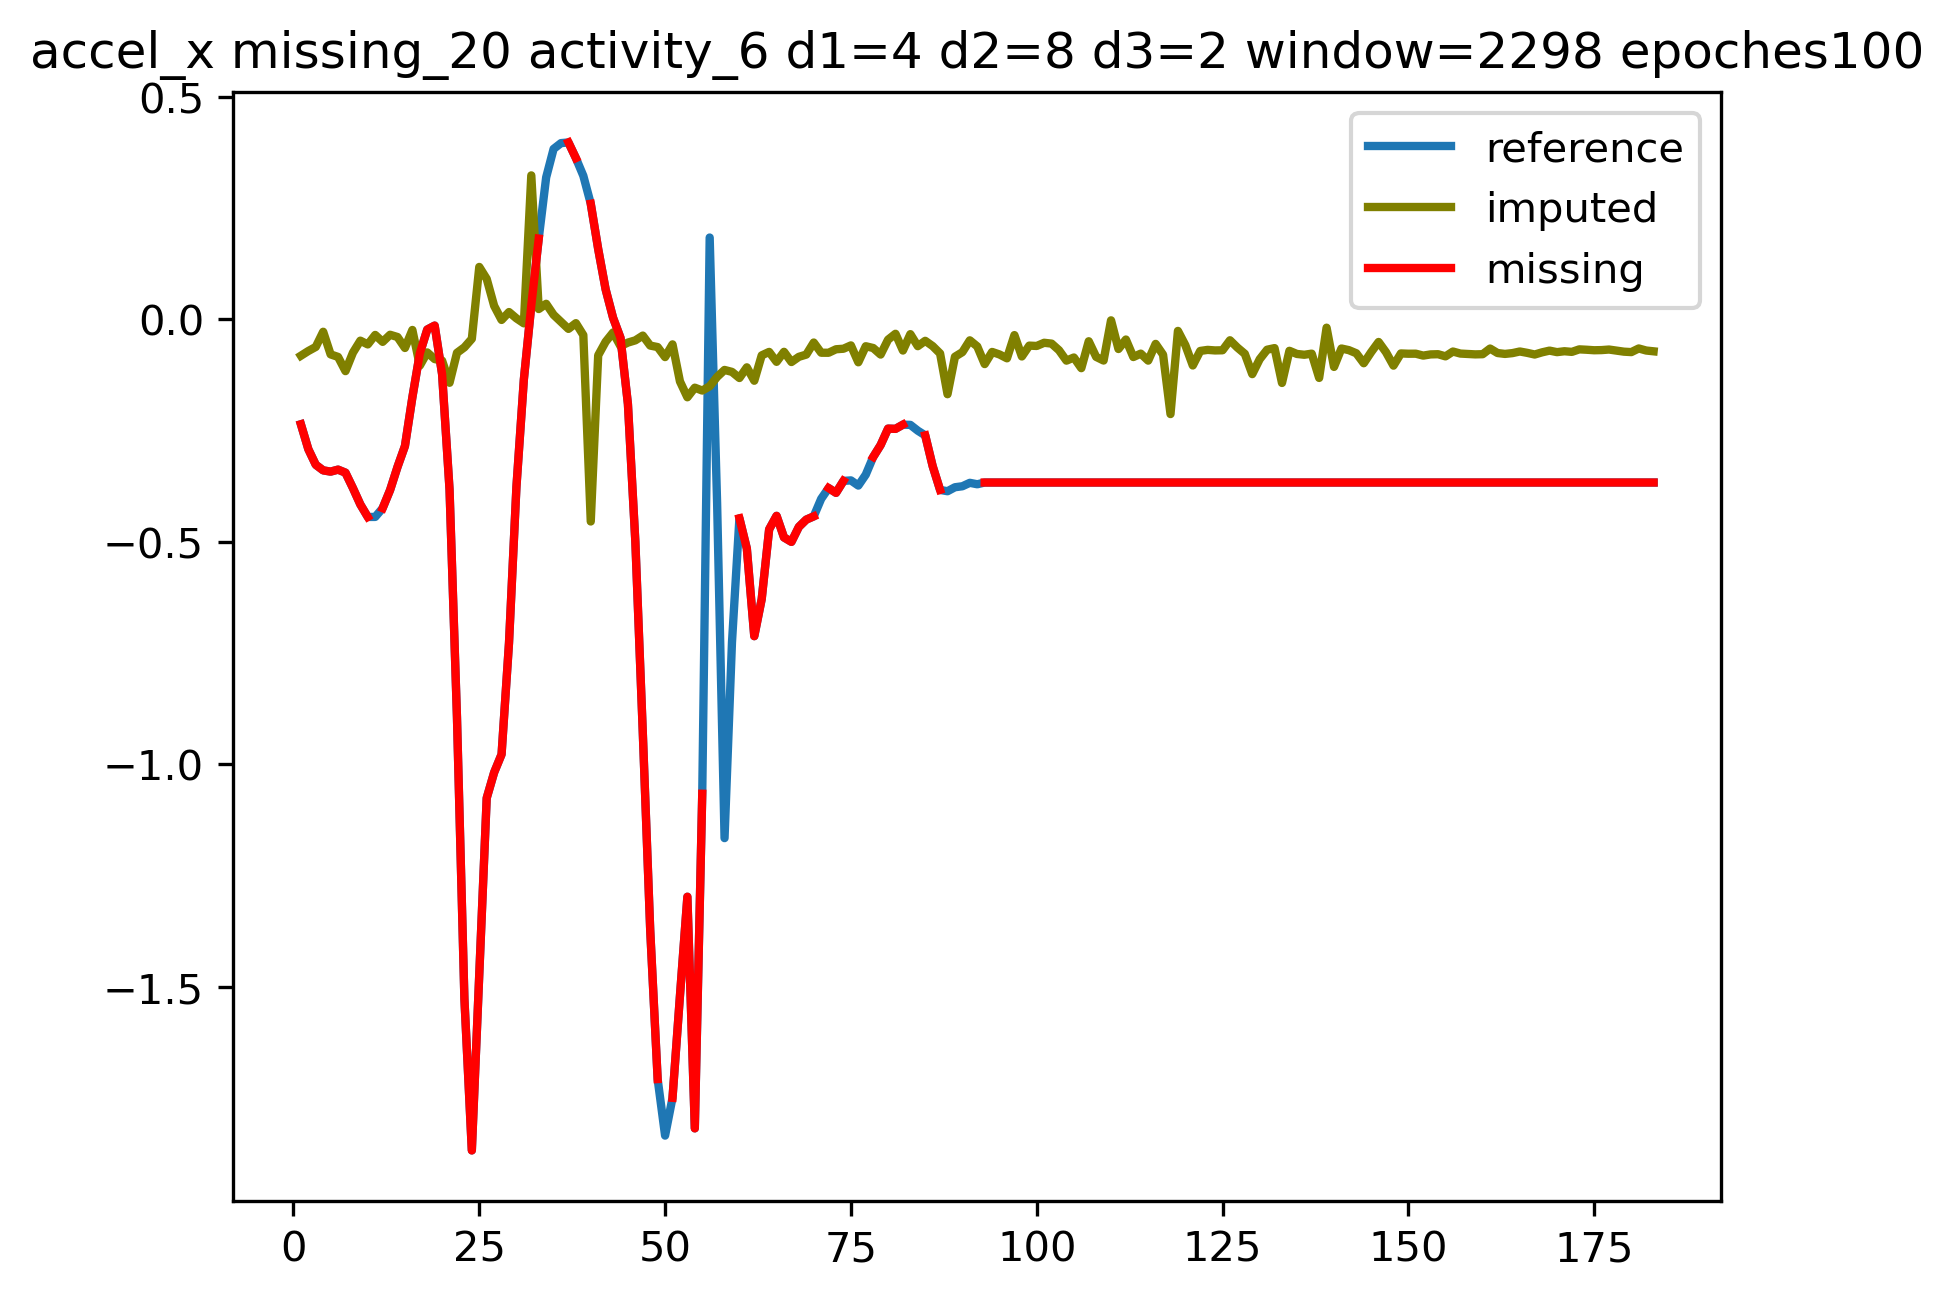 accel_x missing_20 activity_6 d1=4 d2=8 d3=2 window=2298 epoches100
reference
imputed
missing
0.5
0.0
−0.5
−1.0
−1.5
0 25 50 75 100 125 150 175